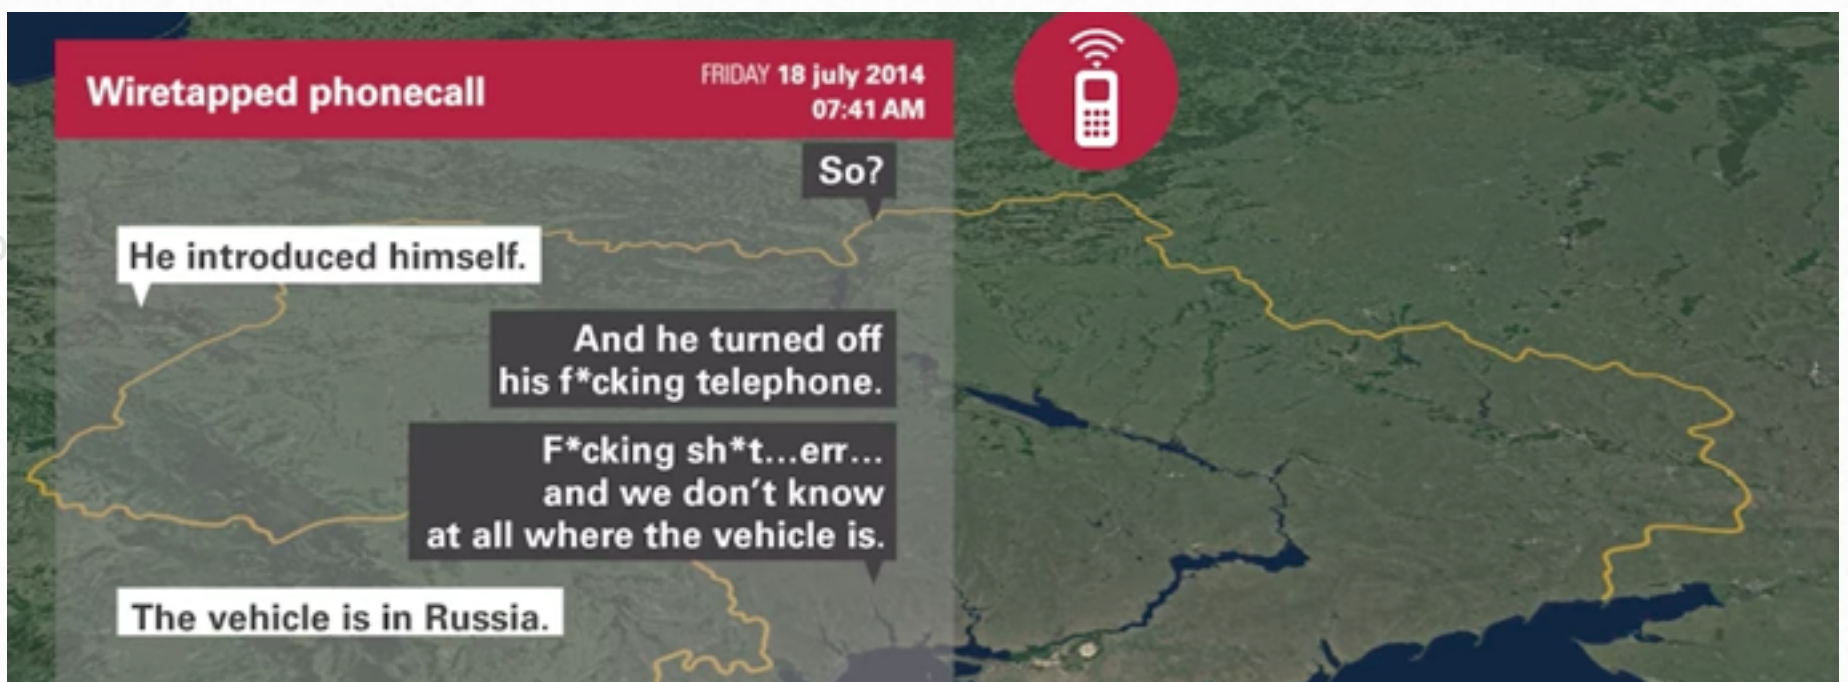 Wiretapped phonecall
FRIDAY 18 july 2014
07:41 AM
So?
He introduced himself.
And he turned off
his f*cking telephone.
F*cking sh*t...err...
and we don't know
at all where the vehicle is.
The vehicle is in Russia.